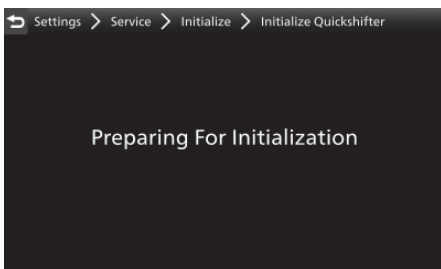 Settings > Service > Initialize > Initialize Quickshifter
Preparing For Initialization